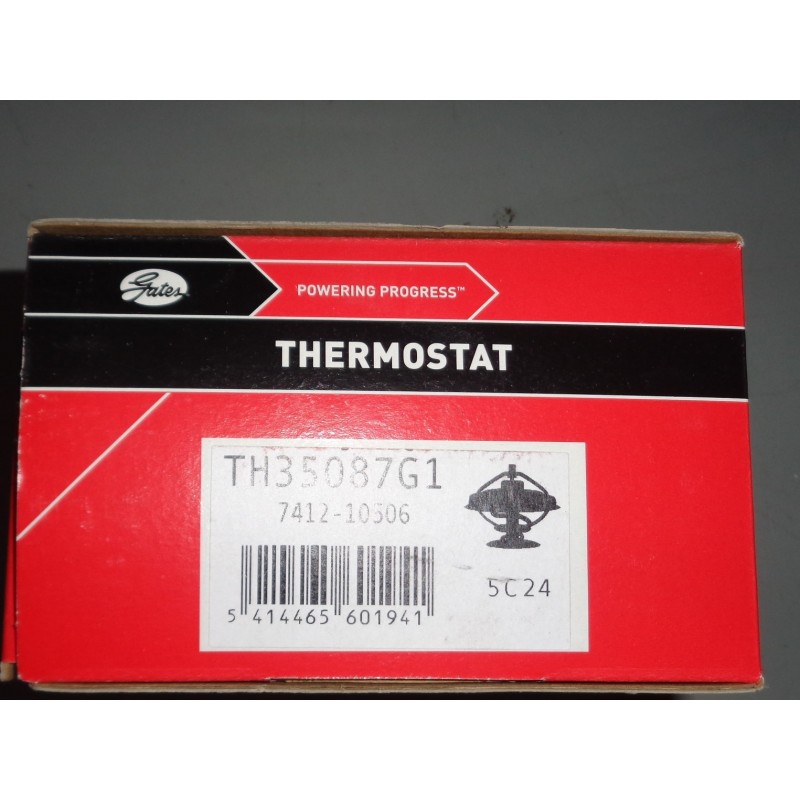 Gates
POWERING PROGRESS™
THERMOSTAT
TH35087G1
7412-10506
5 414465 601941
5C24